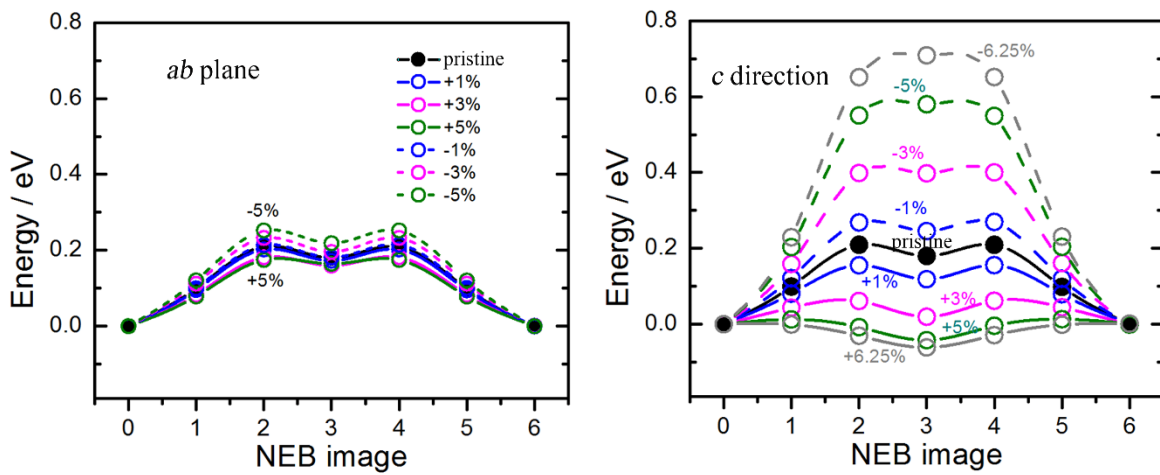 0.8
0.6
0.4
0.2
0.0
Energy / eV
ab plane
pristine
+1%
+3%
+5%
-1%
-3%
-5%
-5%
+5%
0 1 2 3 4 5 6
NEB image
0.8
0.6
0.4
0.2
0.0
Energy / eV
c direction
-6.25%
-5%
-3%
-1%
pristine
+1%
+3%
+5%
+6.25%
0 1 2 3 4 5 6
NEB image